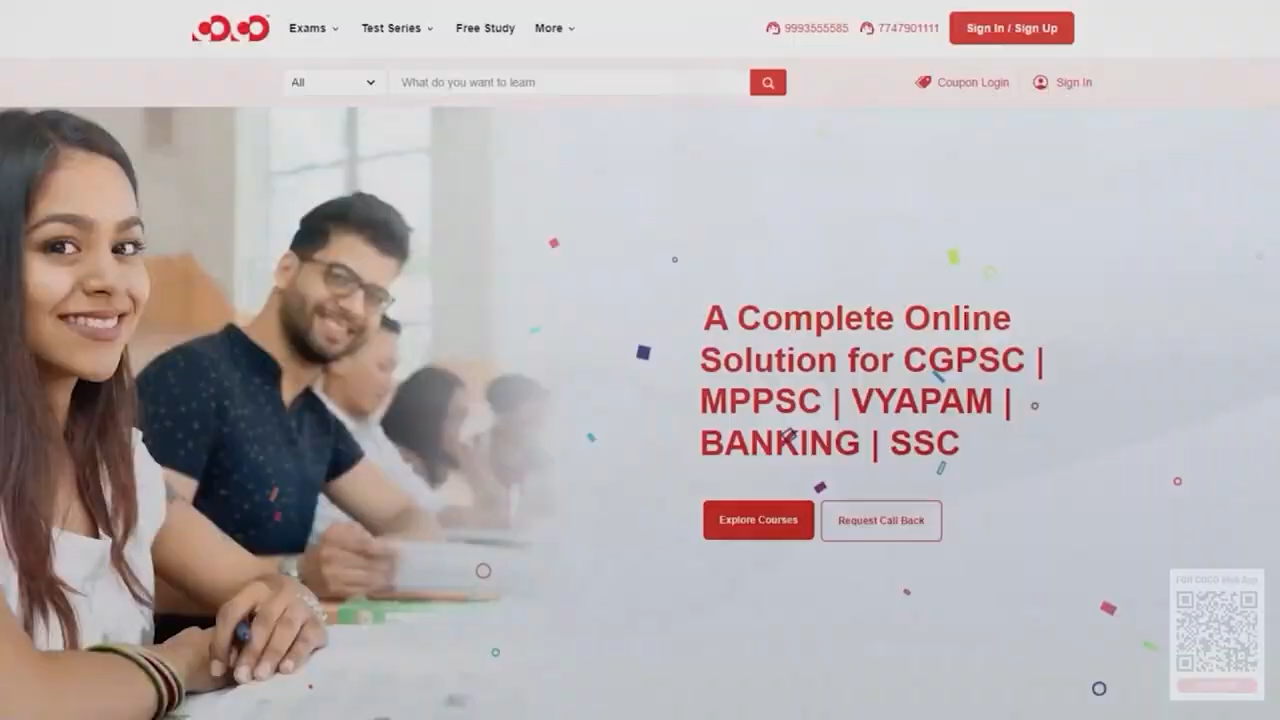 COCO
Exams
Test Series
Free Study
More
9993555585
7747901111
Sign In / Sign Up
All
What do you want to learn
Coupon Login
Sign In
A Complete Online
Solution for CGPSC |
MPPSC | VYAPAM |
BANKING | SSC
Explore Courses
Request Call Back